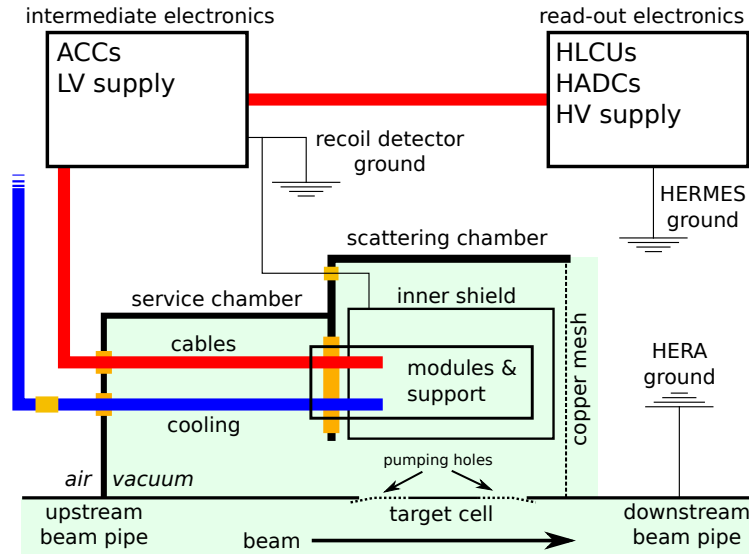 intermediate electronics
read-out electronics
ACCs
LV supply
HLCUs
HADCs
HV supply
recoil detector
ground
HERMES
ground
scattering chamber
service chamber
inner shield
cables
modules &
support
copper mesh
HERA
ground
cooling
pumping holes
air
vacuum
upstream
beam pipe
target cell
downstream
beam pipe
beam